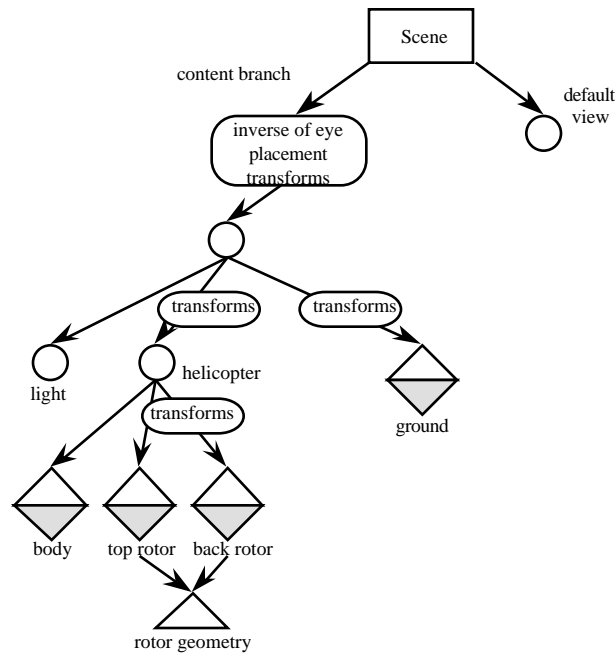 Scene
content branch
default
view
inverse of eye
placement
transforms
transforms
transforms
light
helicopter
transforms
ground
body
top rotor
back rotor
rotor geometry